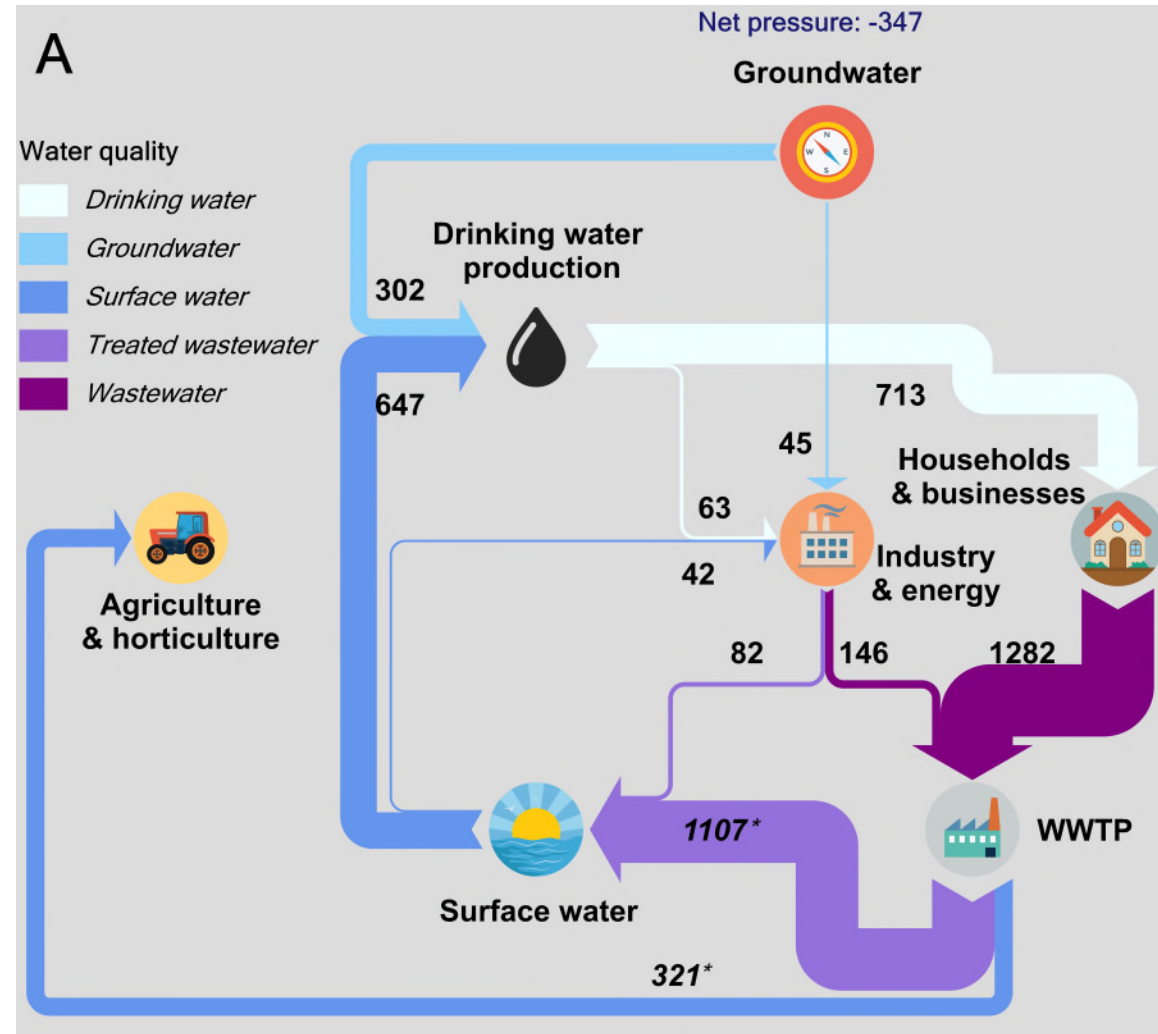 Net pressure: -347
A
Groundwater
Water quality
Drinking water
Groundwater
Surface water
Treated wastewater
Wastewater
N
W
E
S
Drinking water
production
302
647
713
45
Households
& businesses
63
42
Industry
& energy
Agriculture
& horticulture
82
146
1282
1107*
WWTP
Surface water
321*